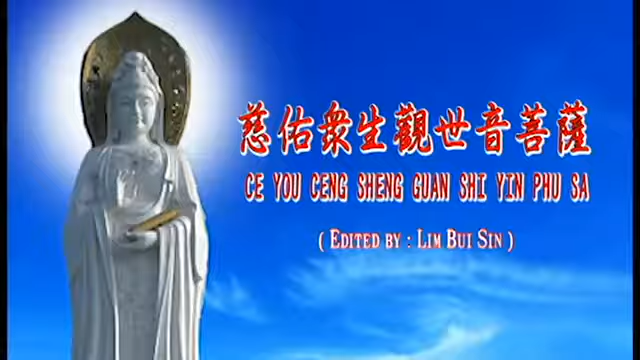 慈佑衆生觀世音菩薩
CE YOU CENG SHENG GUAN SHI YIN PHU SA
( EDITED BY : LIM BUI SIN )